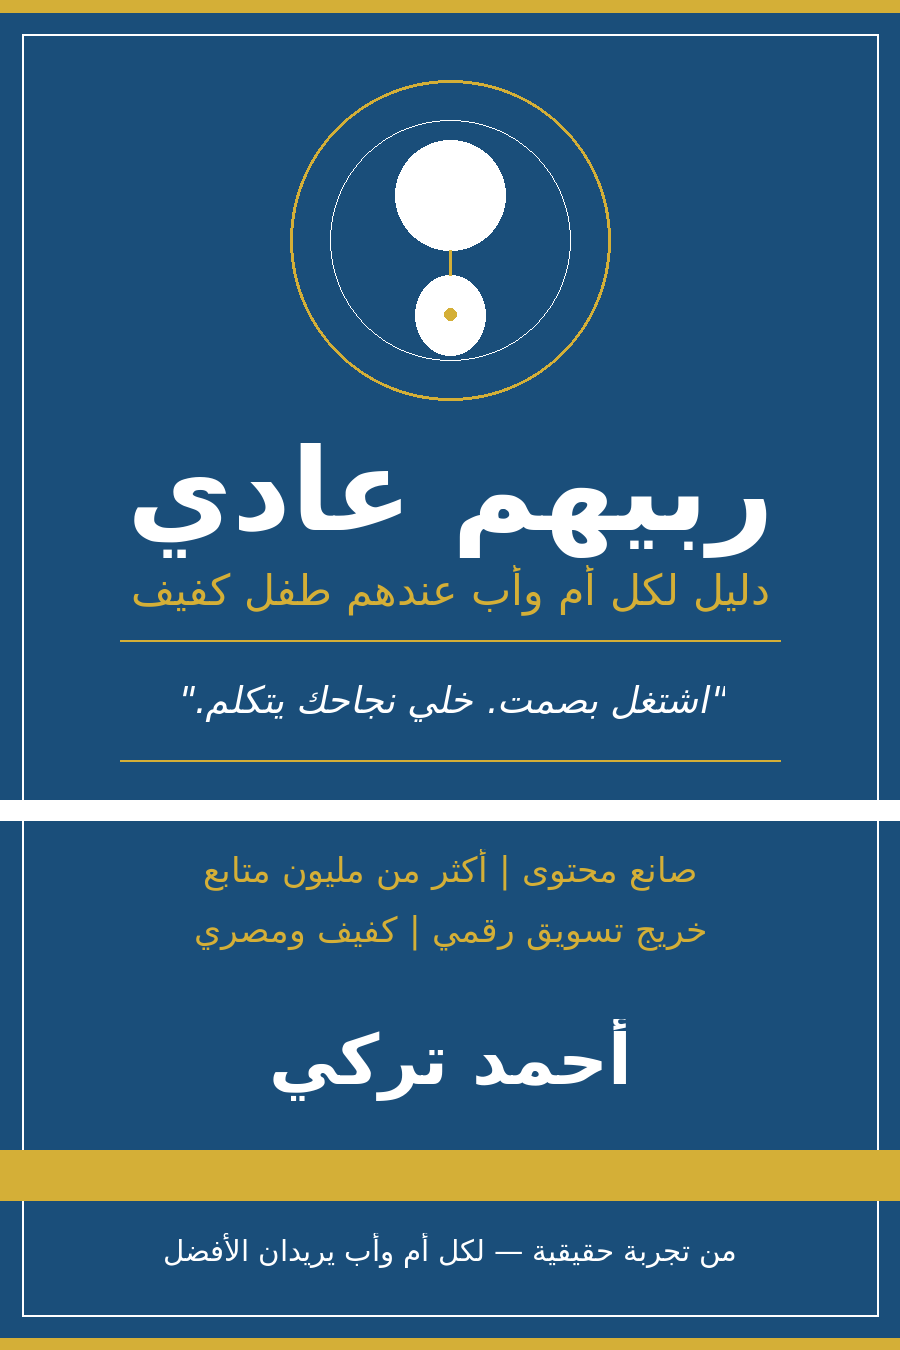 ربيهم عادي
دليل لكل أم وأب عندهم طفل كفيف
"اشتغل بصمت. خلي نجاحك يتكلم."
صانع محتوى | أكثر من مليون متابع
خريج تسويق رقمي | كفيف ومصري
أحمد تركي
من تجربة حقيقية — لكل أم وأب يريدان الأفضل